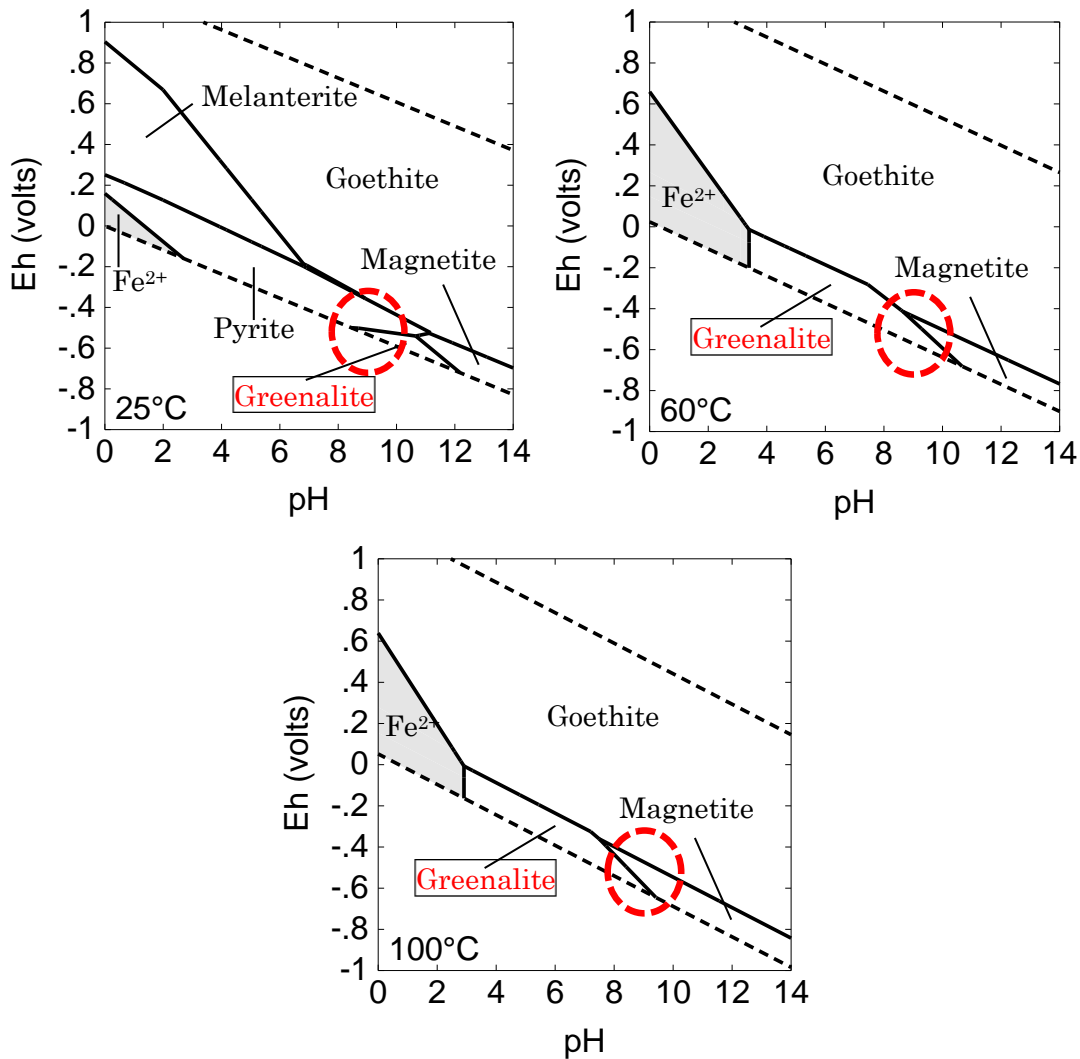 1
.8
.6
.4
.2
0
-.2
-.4
-.6
-.8
-1
0 2 4 6 8 10 12 14
Eh (volts)
pH
Melanterite
Goethite
Magnetite
Fe²⁺
Pyrite
Greenalite
25°C
1
.8
.6
.4
.2
0
-.2
-.4
-.6
-.8
-1
0 2 4 6 8 10 12 14
Eh (volts)
pH
Goethite
Fe²⁺
Magnetite
Greenalite
60°C
1
.8
.6
.4
.2
0
-.2
-.4
-.6
-.8
-1
0 2 4 6 8 10 12 14
Eh (volts)
pH
Goethite
Fe²⁺
Magnetite
Greenalite
100°C